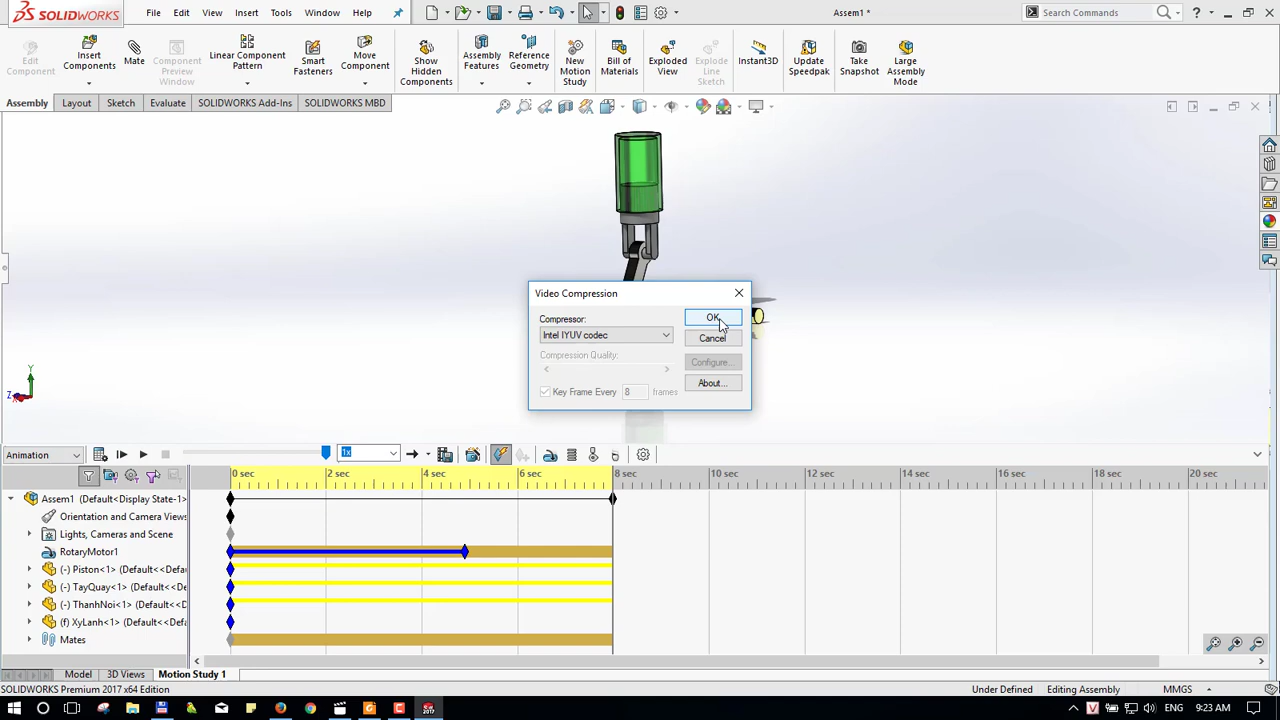 SOLIDWORKS File Edit View Insert Tools Window Help Assem1 * Search Commands
Edit Component
Insert Components
Mate
Component Preview Window
Linear Component Pattern
Smart Fasteners
Move Component
Show Hidden Components
Assembly Features
Reference Geometry
New Motion Study
Bill of Materials
Exploded View
Explode Line Sketch
Instant3D
Update Speedpak
Take Snapshot
Large Assembly Mode
Assembly Layout Sketch Evaluate SOLIDWORKS Add-Ins SOLIDWORKS MBD
Video Compression
Compressor:
Intel IYUV codec
Compression Quality:
Key Frame Every 8 frames
OK
Cancel
Configure...
About...
Y
Z
Animation 1x
0 sec 2 sec 4 sec 6 sec 8 sec 10 sec 12 sec 14 sec 16 sec 18 sec 20 sec
Assem1 (Default<Display State-1>
Orientation and Camera Views
Lights, Cameras and Scene
RotaryMotor1
(-) Piston<1> (Default<<De
(-) TayQuay<1> (Default<<D
(-) ThanhNoi<1> (Default<<D
(f) XyLanh<1> (Default<<De
Mates
Model 3D Views Motion Study 1
SOLIDWORKS Premium 2017 x64 Edition Under Defined Editing Assembly MMGS
2017 V ENG 9:23 AM